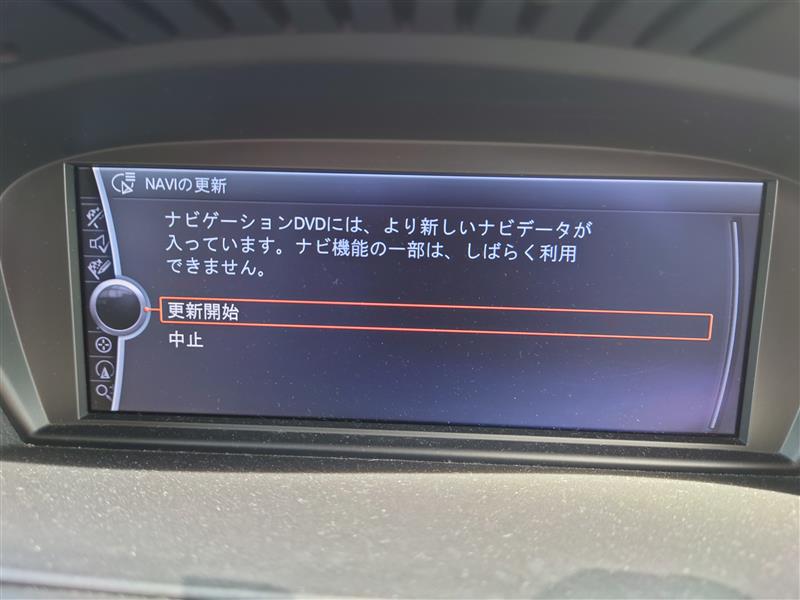 NAVIの更新
ナビゲーションDVDには、より新しいナビデータが
入っています。ナビ機能の一部は、しばらく利用
できません。
更新開始
中止